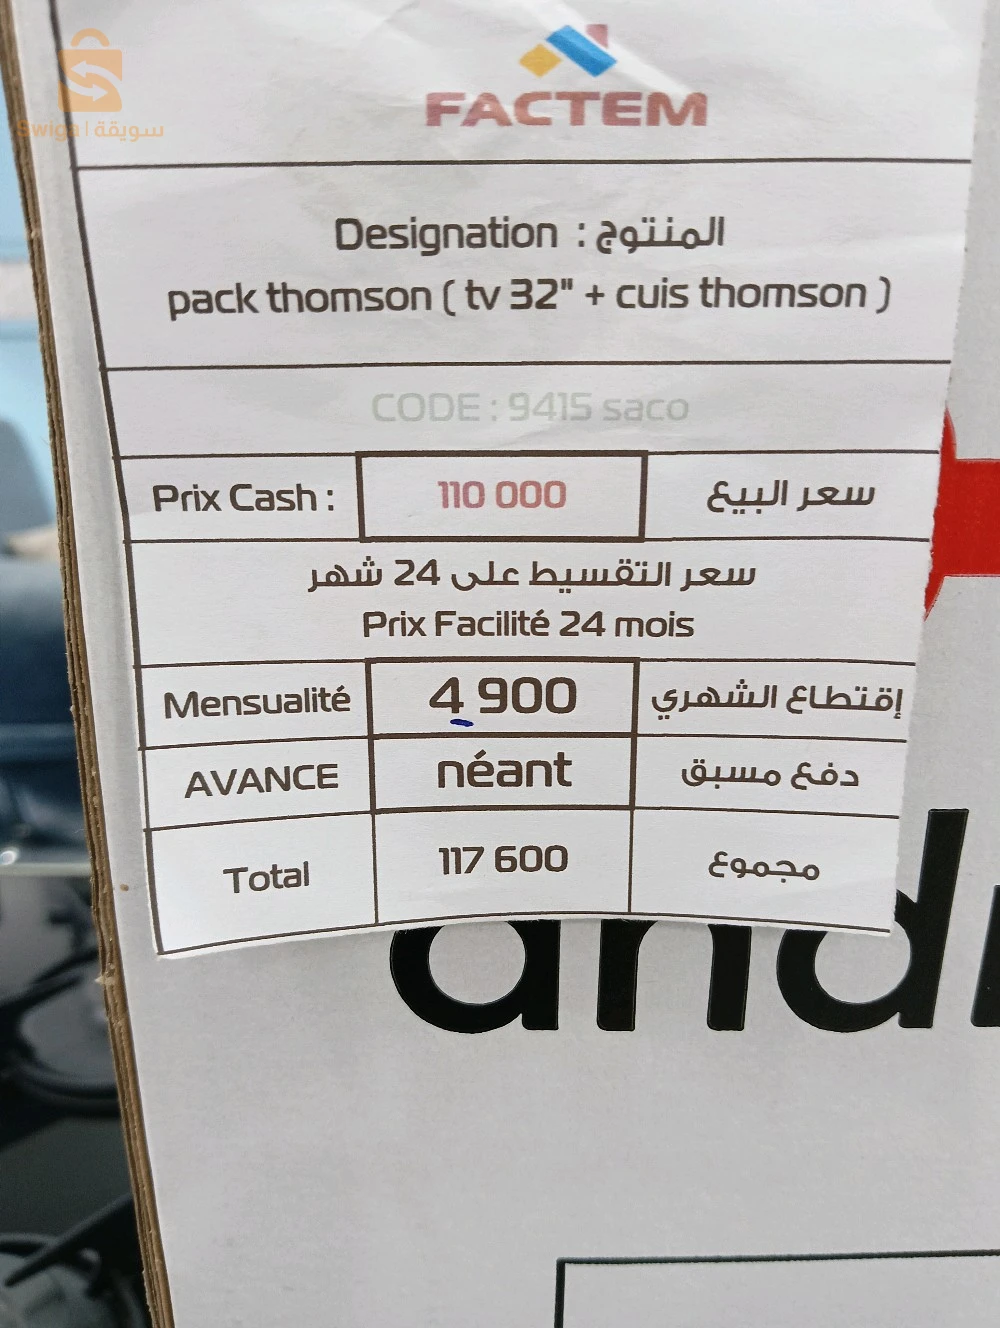 Swiga | سويقة
FACTEM
Designation : المنتوج
pack thomson ( tv 32" + cuis thomson )
CODE : 9415 saco
Prix Cash : 110 000 سعر البيع
سعر التقسيط على 24 شهر
Prix Facilité 24 mois
Mensualité 4 900 إقتطاع الشهري
AVANCE néant دفع مسبق
Total 117 600 مجموع
and